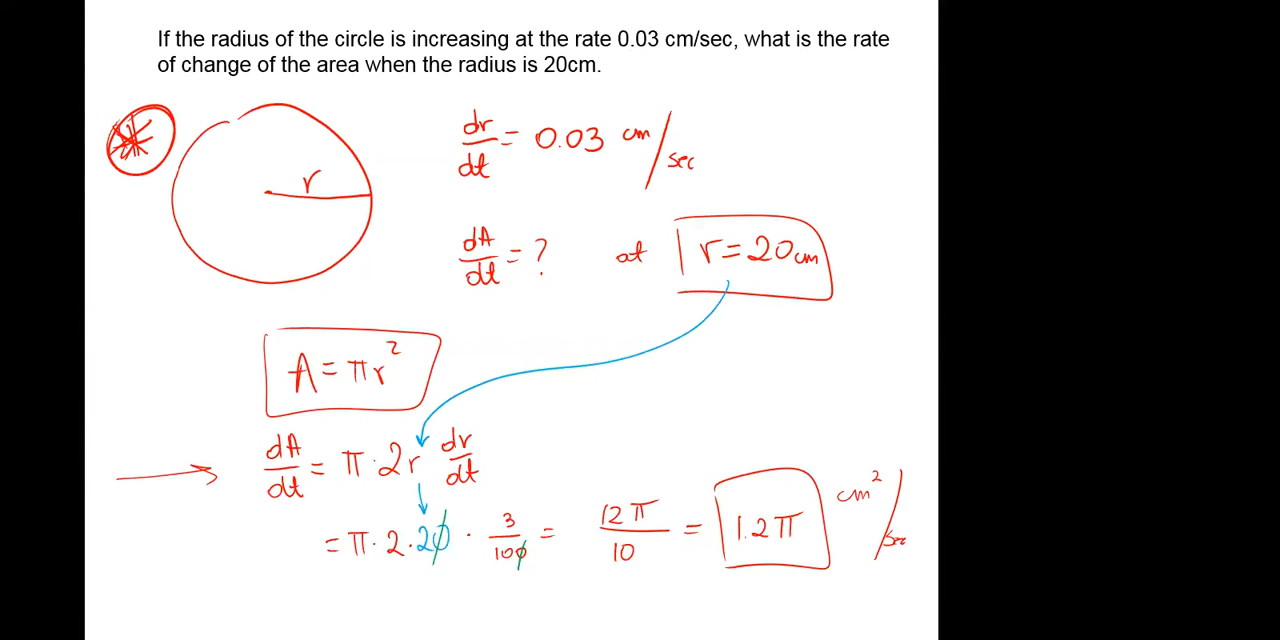 If the radius of the circle is increasing at the rate 0.03 cm/sec, what is the rate
of change of the area when the radius is 20cm.
r
dr/dt = 0.03 cm/sec
dA/dt = ? at r = 20cm
A = πr²
dA/dt = π · 2r dr/dt
= π · 2 · 20 · 3/100 = 12π/10 = 1.2π cm²/sec